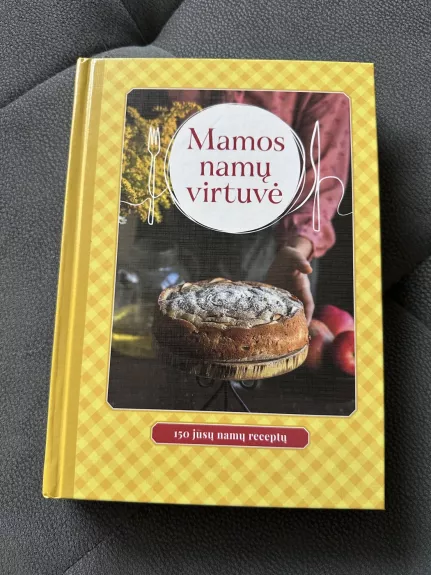 Mamos
namų
virtuvė
150 jūsų namų receptų